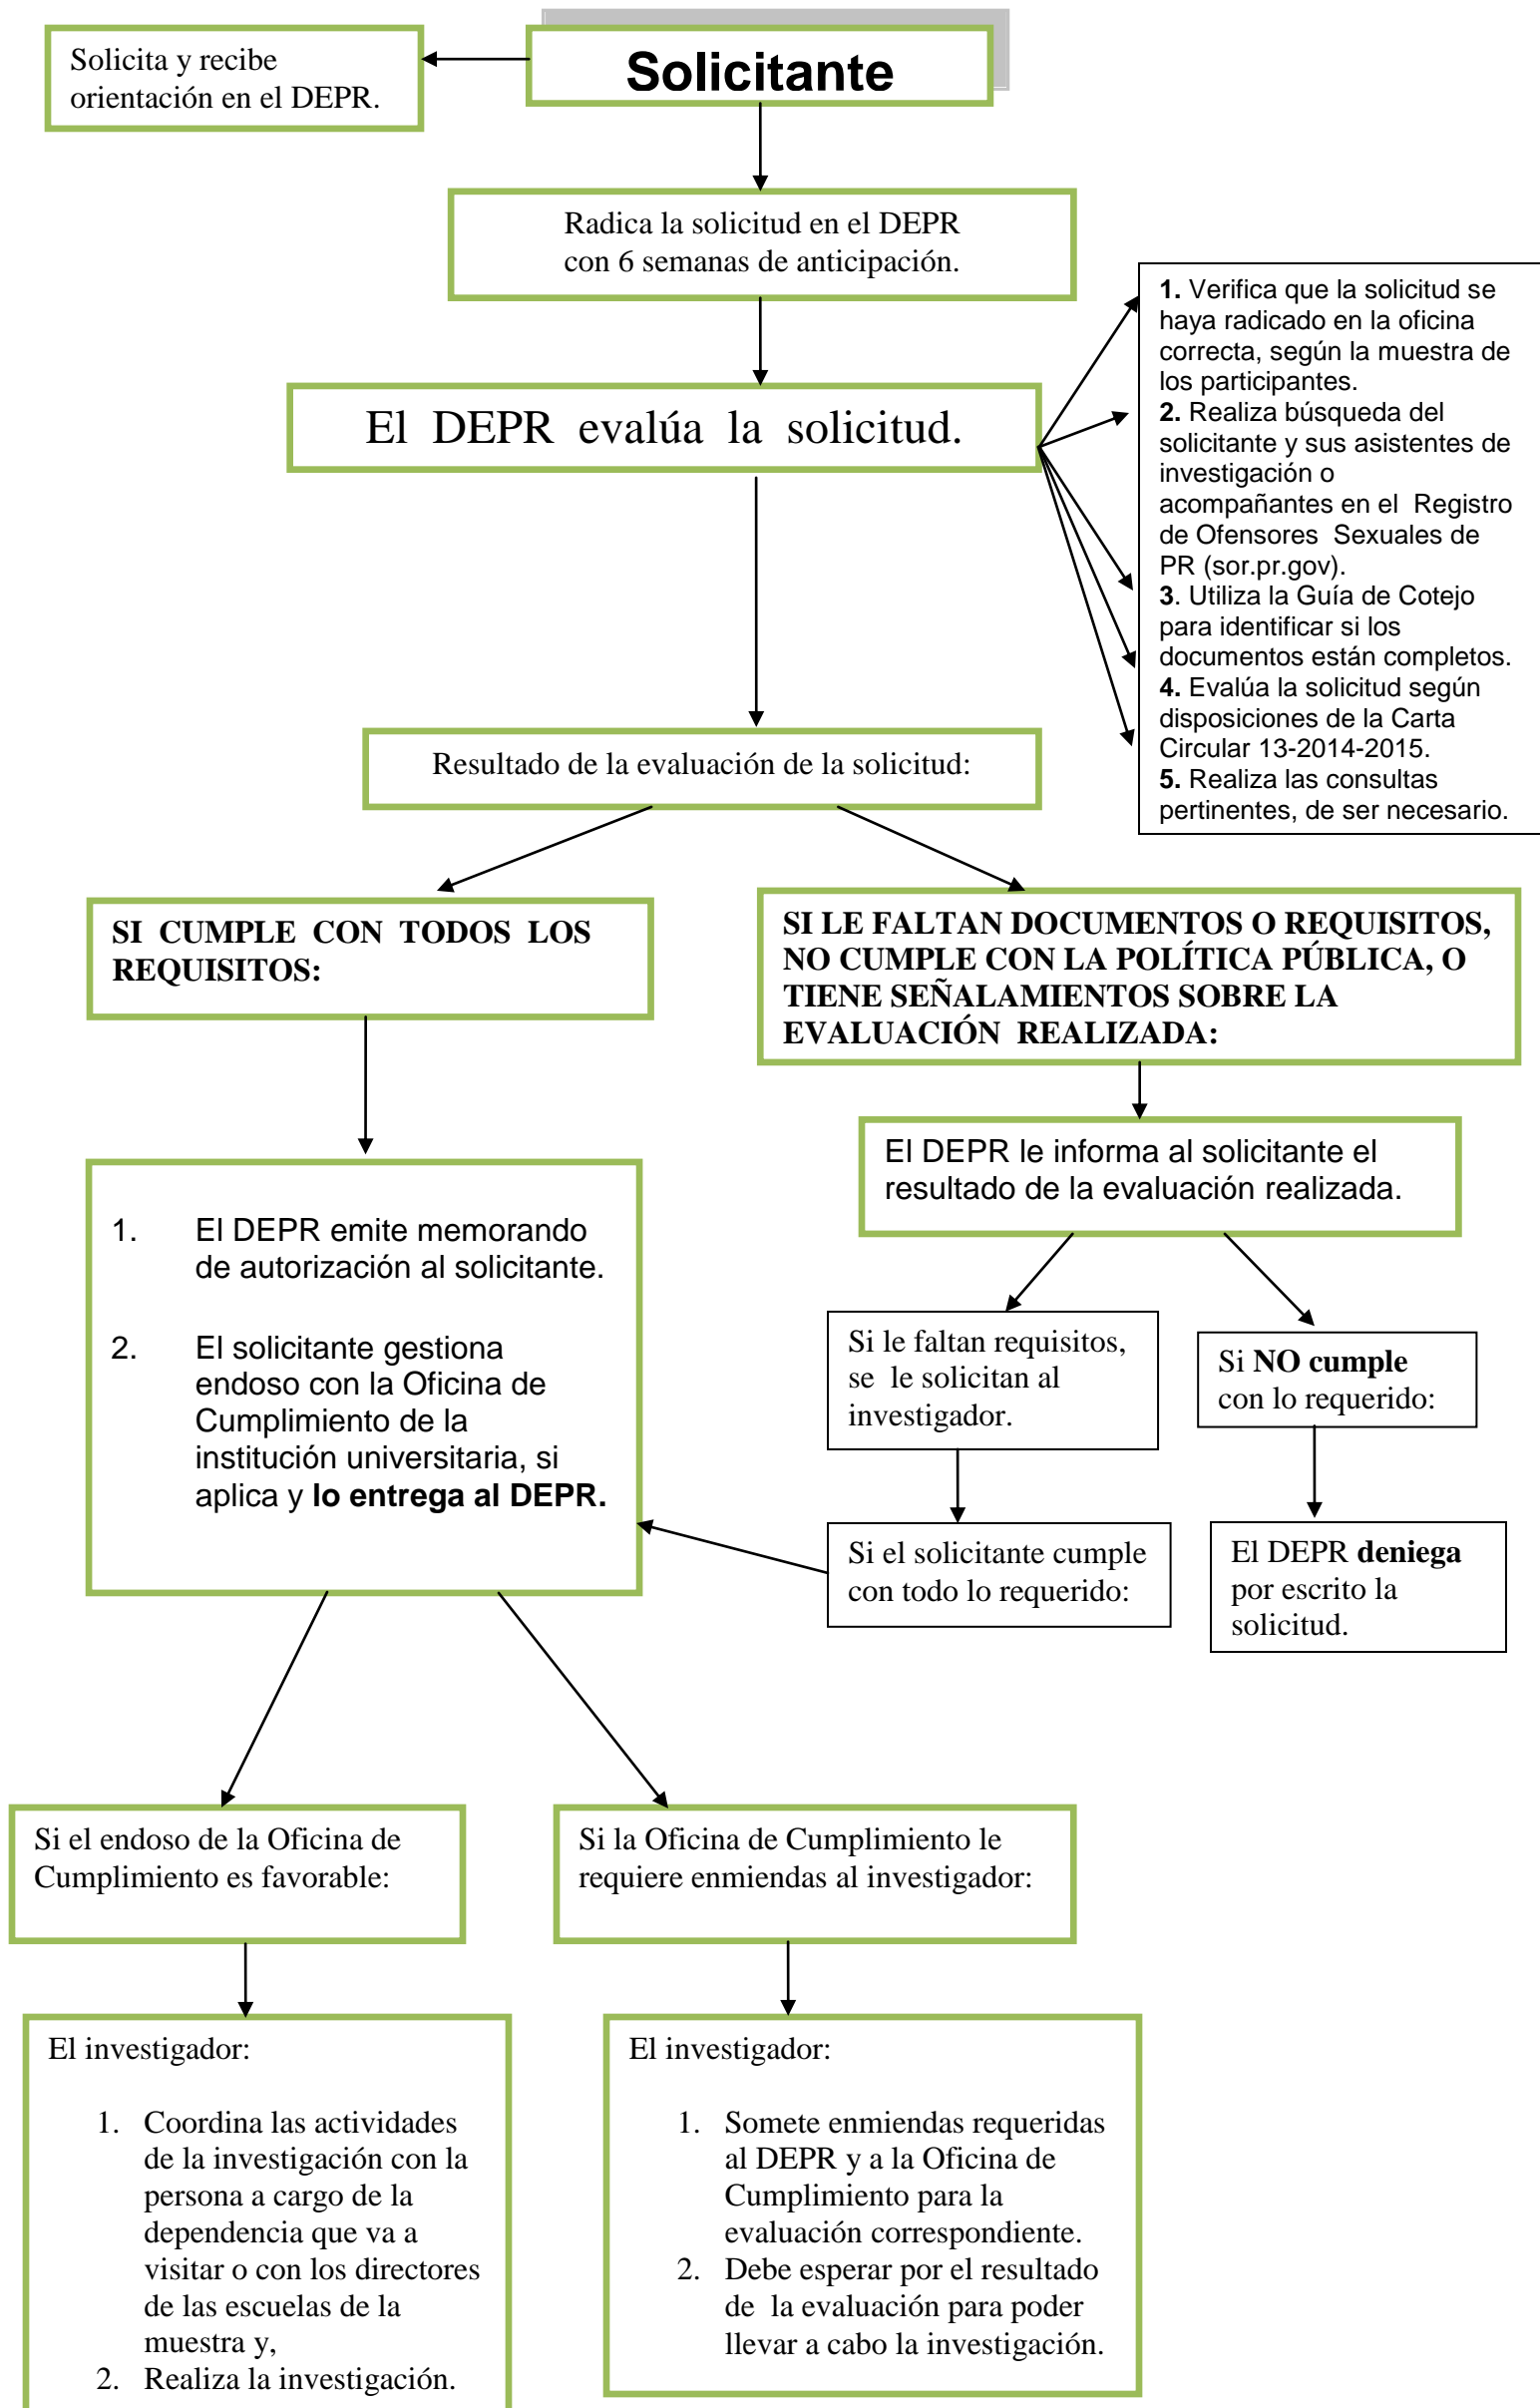 Solicita y recibe
orientación en el DEPR.
Solicitante
Radica la solicitud en el DEPR
con 6 semanas de anticipación.
El DEPR evalúa la solicitud.
1. Verifica que la solicitud se
haya radicado en la oficina
correcta, según la muestra de
los participantes.
2. Realiza búsqueda del
solicitante y sus asistentes de
investigación o
acompañantes en el Registro
de Ofensores Sexuales de
PR (sor.pr.gov).
3. Utiliza la Guía de Cotejo
para identificar si los
documentos están completos.
4. Evalúa la solicitud según
disposiciones de la Carta
Circular 13-2014-2015.
5. Realiza las consultas
pertinentes, de ser necesario.
Resultado de la evaluación de la solicitud:
SI CUMPLE CON TODOS LOS
REQUISITOS:
SI LE FALTAN DOCUMENTOS O REQUISITOS,
NO CUMPLE CON LA POLÍTICA PÚBLICA, O
TIENE SEÑALAMIENTOS SOBRE LA
EVALUACIÓN REALIZADA:
El DEPR le informa al solicitante el
resultado de la evaluación realizada.
1. El DEPR emite memorando
de autorización al solicitante.
2. El solicitante gestiona
endoso con la Oficina de
Cumplimiento de la
institución universitaria, si
aplica y lo entrega al DEPR.
Si le faltan requisitos,
se le solicitan al
investigador.
Si NO cumple
con lo requerido:
Si el solicitante cumple
con todo lo requerido:
El DEPR deniega
por escrito la
solicitud.
Si el endoso de la Oficina de
Cumplimiento es favorable:
Si la Oficina de Cumplimiento le
requiere enmiendas al investigador:
El investigador:
1. Coordina las actividades
de la investigación con la
persona a cargo de la
dependencia que va a
visitar o con los directores
de las escuelas de la
muestra y,
2. Realiza la investigación.
El investigador:
1. Somete enmiendas requeridas
al DEPR y a la Oficina de
Cumplimiento para la
evaluación correspondiente.
2. Debe esperar por el resultado
de la evaluación para poder
llevar a cabo la investigación.